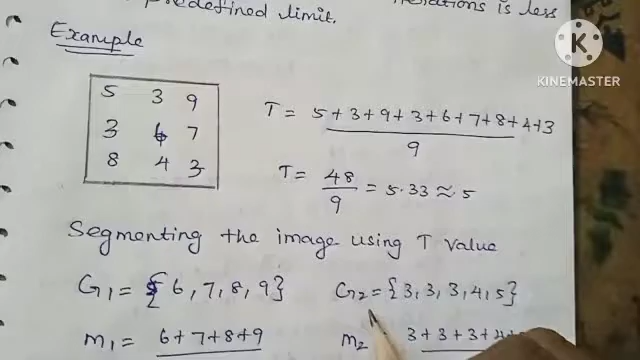 predefined limit. iterations is less
Example
KINEMASTER
5 3 9
3 6 7
8 4 3
T = 5+3+9+3+6+7+8+4+3
9
T = 48
9 = 5.33 ≈ 5
Segmenting the image using T value
G1 = {6, 7, 8, 9} G2 = {3, 3, 3, 4, 5}
m1 = 6+7+8+9 m2 3+3+3+4+